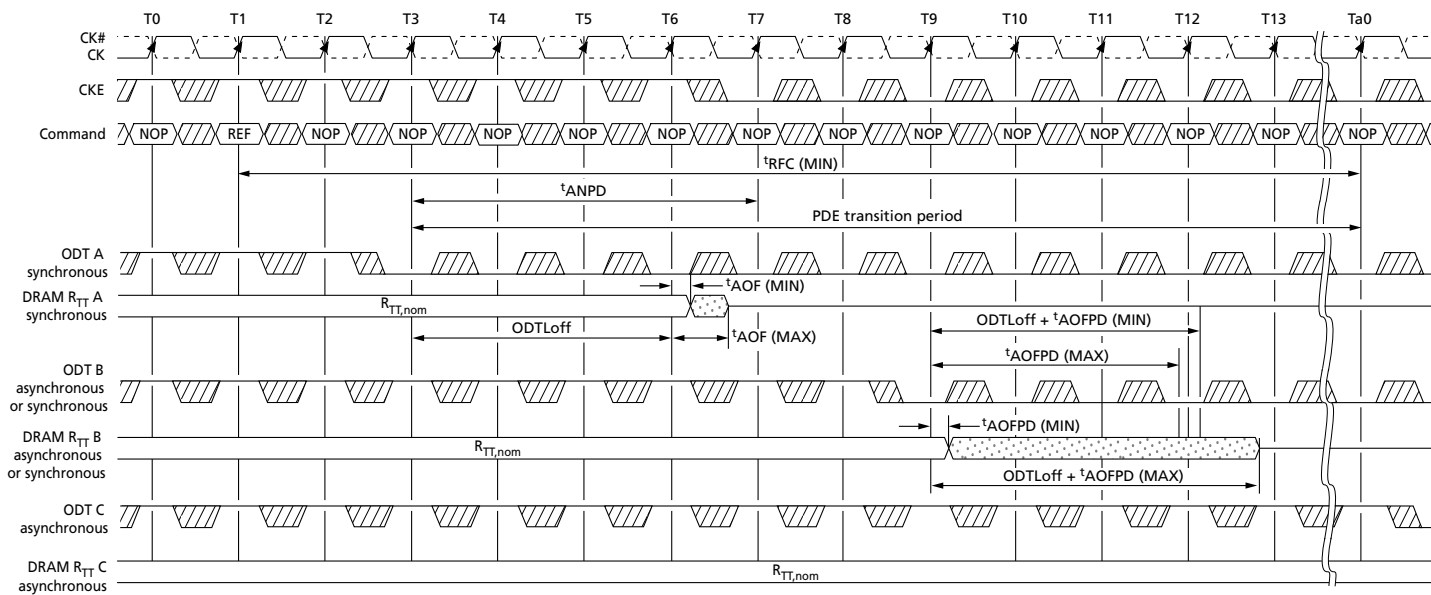 T0 T1 T2 T3 T4 T5 T6 T7 T8 T9 T10 T11 T12 T13 Ta0
CK#
CK
CKE
Command NOP REF NOP NOP NOP NOP NOP NOP NOP NOP NOP NOP NOP NOP NOP
tRFC (MIN)
tANPD
PDE transition period
ODT A
synchronous
tAOF (MIN)
DRAM RTT A
synchronous
RTT,nom
ODTLoff + tAOFPD (MIN)
ODTLoff
tAOF (MAX)
tAOFPD (MAX)
ODT B
asynchronous
or synchronous
tAOFPD (MIN)
DRAM RTT B
asynchronous
or synchronous
RTT,nom
ODTLoff + tAOFPD (MAX)
ODT C
asynchronous
DRAM RTT C
asynchronous
RTT,nom